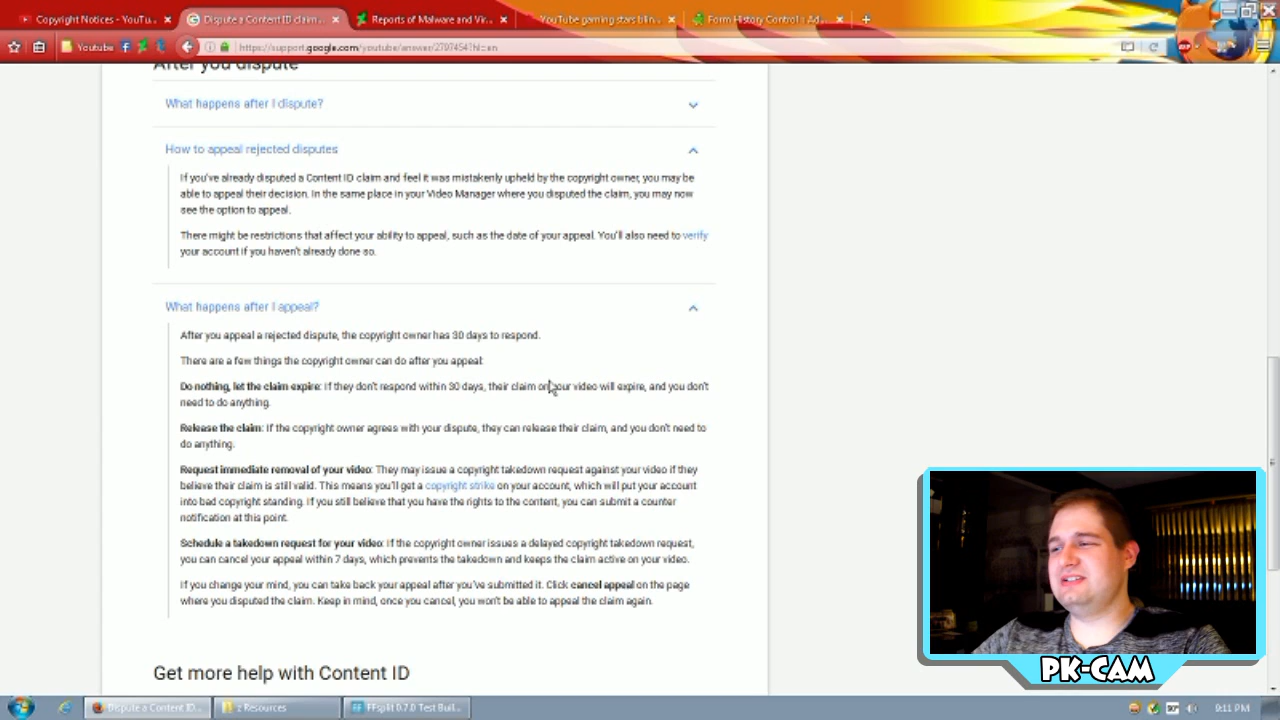 Copyright Notices - YouTu...
Dispute a Content ID claim...
Reports of Malware and Vir...
YouTube gaming stars blin...
Form History Control :: Ad...
Youtube
https://support.google.com/youtube/answer/2797454?hl=en
After you dispute
What happens after I dispute?
How to appeal rejected disputes
If you've already disputed a Content ID claim and feel it was mistakenly upheld by the copyright owner, you may be
able to appeal their decision. In the same place in your Video Manager where you disputed the claim, you may now
see the option to appeal.
There might be restrictions that affect your ability to appeal, such as the date of your appeal. You'll also need to verify
your account if you haven't already done so.
What happens after I appeal?
After you appeal a rejected dispute, the copyright owner has 30 days to respond.
There are a few things the copyright owner can do after you appeal:
Do nothing, let the claim expire: If they don't respond within 30 days, their claim on your video will expire, and you don't
need to do anything.
Release the claim: If the copyright owner agrees with your dispute, they can release their claim, and you don't need to
do anything.
Request immediate removal of your video: They may issue a copyright takedown request against your video if they
believe their claim is still valid. This means you'll get a copyright strike on your account, which will put your account
into bad copyright standing. If you still believe that you have the rights to the content, you can submit a counter
notification at this point.
Schedule a takedown request for your video: If the copyright owner issues a delayed copyright takedown request,
you can cancel your appeal within 7 days, which prevents the takedown and keeps the claim active on your video.
If you change your mind, you can take back your appeal after you've submitted it. Click cancel appeal on the page
where you disputed the claim. Keep in mind, once you cancel, you won't be able to appeal the claim again.
Get more help with Content ID
PK-CAM
Dispute a Content ID...
z Resources
FFsplit 0.7.0 Test Buil...
9:11 PM